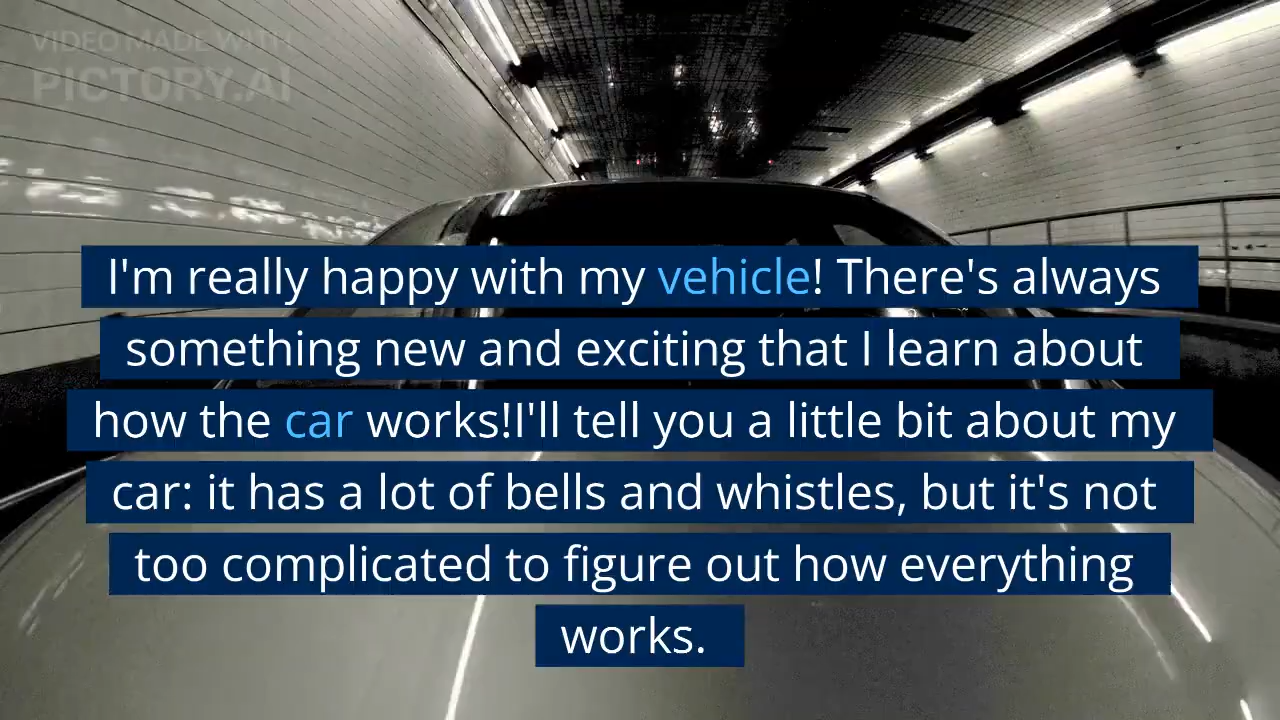 VIDEO MADE WITH
PICTORY.AI
I'm really happy with my vehicle! There's always
something new and exciting that I learn about
how the car works!I'll tell you a little bit about my
car: it has a lot of bells and whistles, but it's not
too complicated to figure out how everything
works.